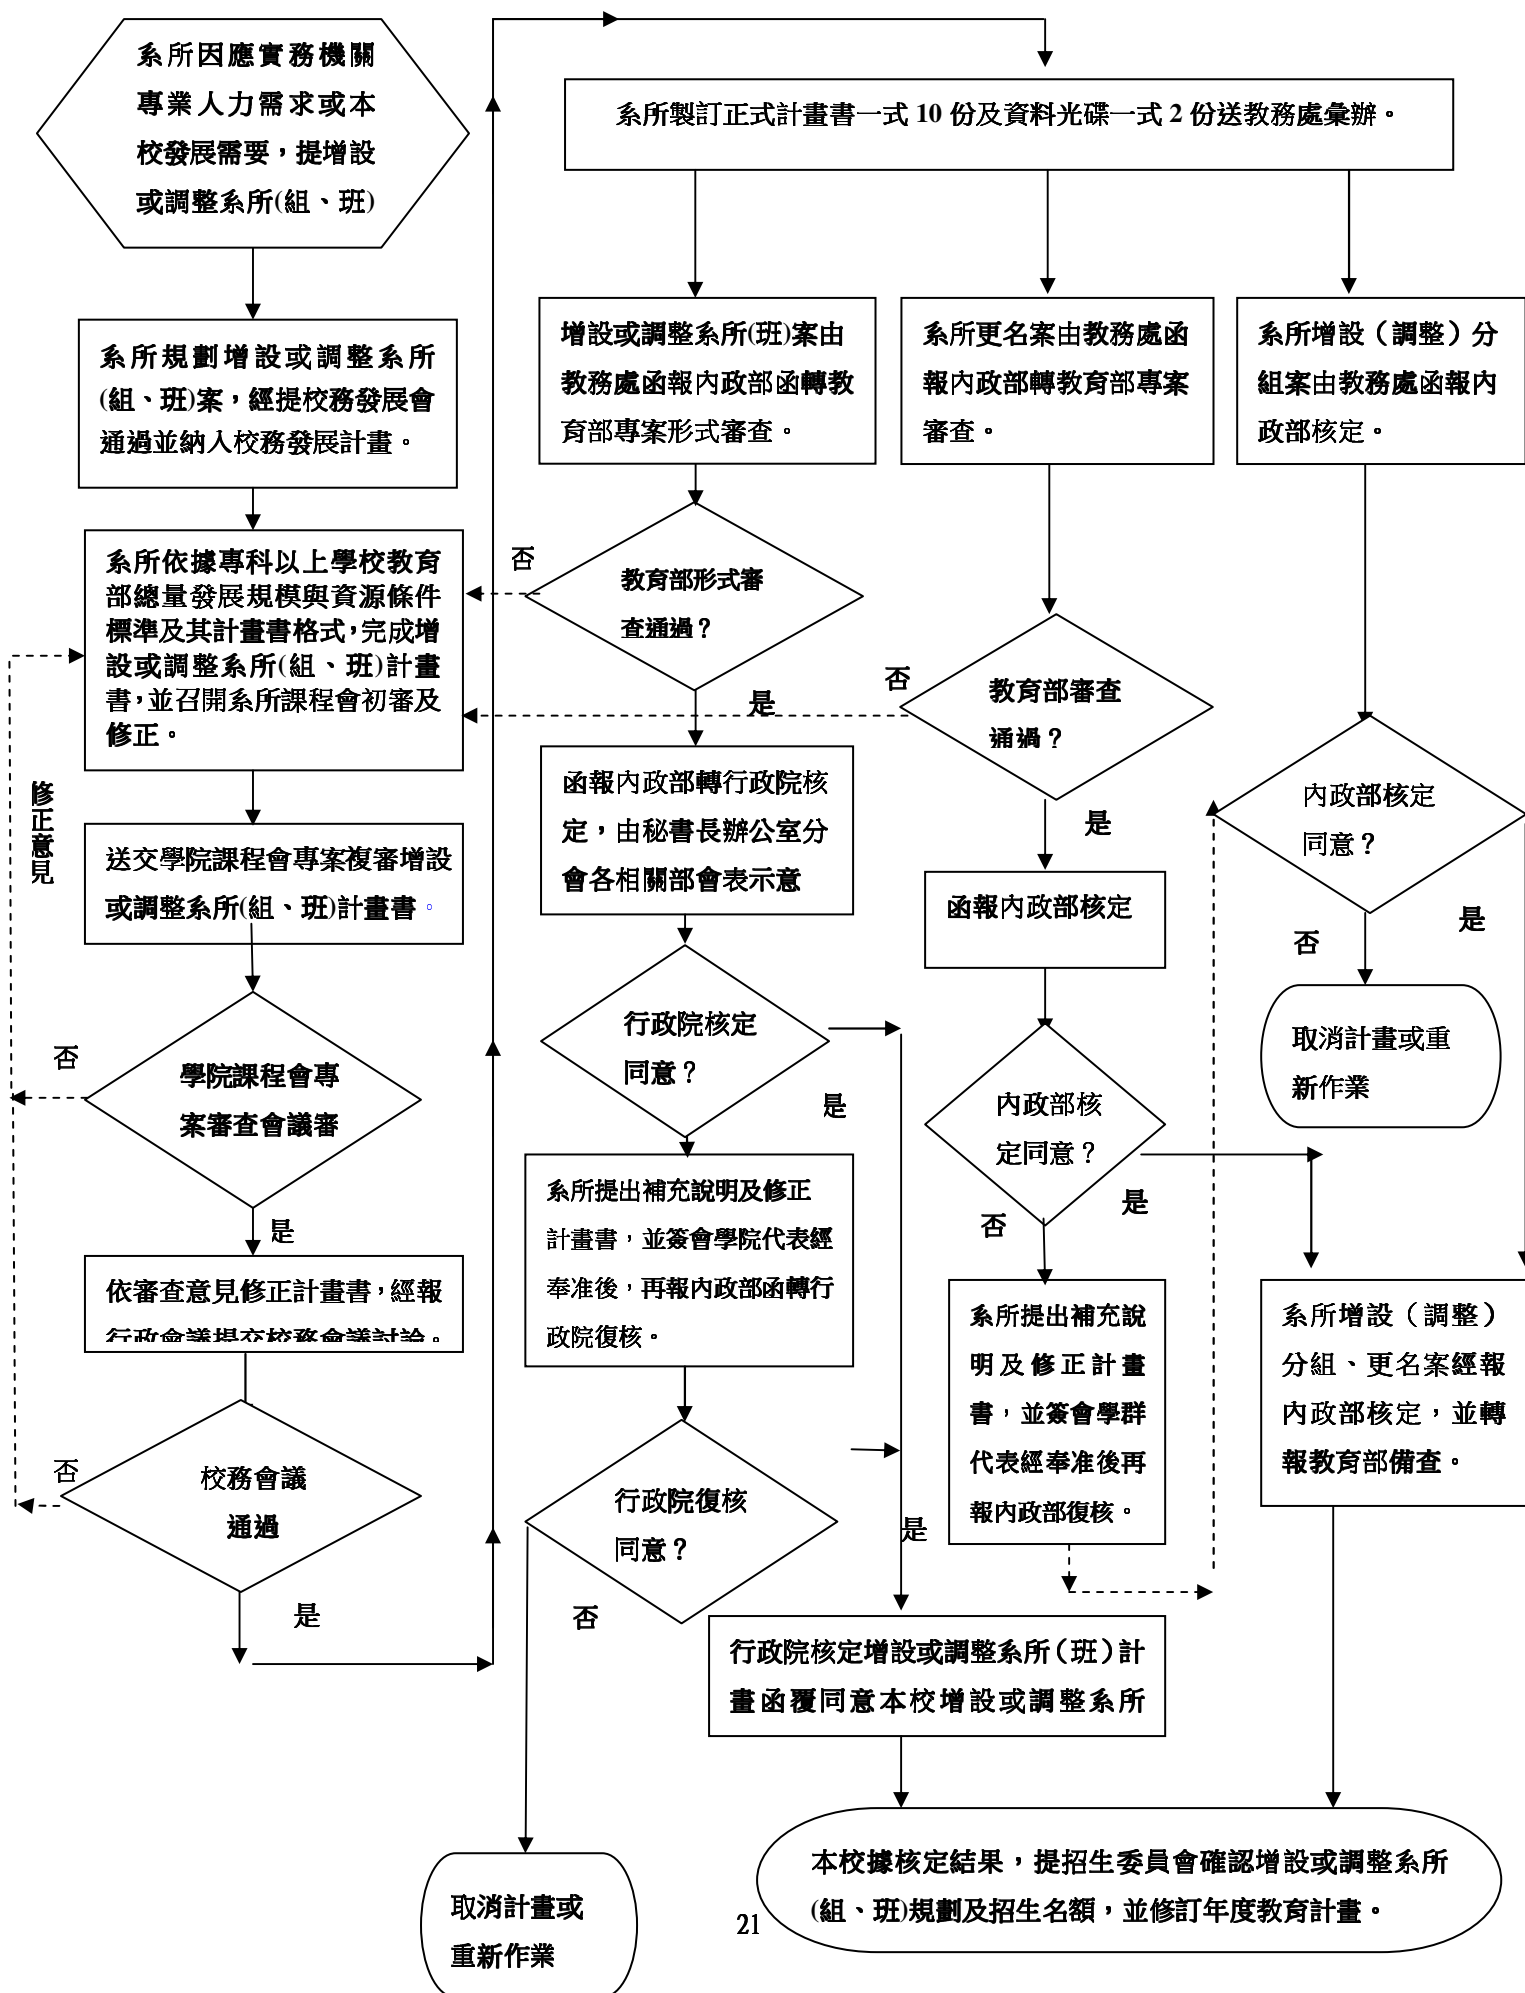 系所因應實務機關
專業人力需求或本
校發展需要，提增設
或調整系所(組、班)
系所規劃增設或調整系所
(組、班)案，經提校務發展會
通過並納入校務發展計畫。
系所依據專科以上學校教育
部總量發展規模與資源條件
標準及其計畫書格式，完成增
設或調整系所(組、班)計畫
書，並召開系所課程會初審及
修正。
修正意見
送交學院課程會專案複審增設
或調整系所(組、班)計畫書。
否
學院課程會專
案審查會議審
是
依審查意見修正計畫書，經報
行政會議提交校務會議討論。
否
校務會議
通過
是
系所製訂正式計畫書一式 10 份及資料光碟一式 2 份送教務處彙辦。
增設或調整系所(班)案由
教務處函報內政部函轉教
育部專案形式審查。
否
教育部形式審
查通過？
是
函報內政部轉行政院核
定，由秘書長辦公室分
會各相關部會表示意
行政院核定
同意？
是
系所提出補充說明及修正
計畫書，並簽會學院代表經
奉准後，再報內政部函轉行
政院復核。
行政院復核
同意？
是
否
取消計畫或
重新作業
系所更名案由教務處函
報內政部轉教育部專案
審查。
否
教育部審查
通過？
是
函報內政部核定
內政部核
定同意？
是
否
系所提出補充說
明及修正計畫
書，並簽會學群
代表經奉准後再
報內政部復核。
系所增設（調整）分
組案由教務處函報內
政部核定。
內政部核定
同意？
是
否
取消計畫或重
新作業
系所增設（調整）
分組、更名案經報
內政部核定，並轉
報教育部備查。
行政院核定增設或調整系所（班）計
畫函覆同意本校增設或調整系所
本校據核定結果，提招生委員會確認增設或調整系所
(組、班)規劃及招生名額，並修訂年度教育計畫。
21